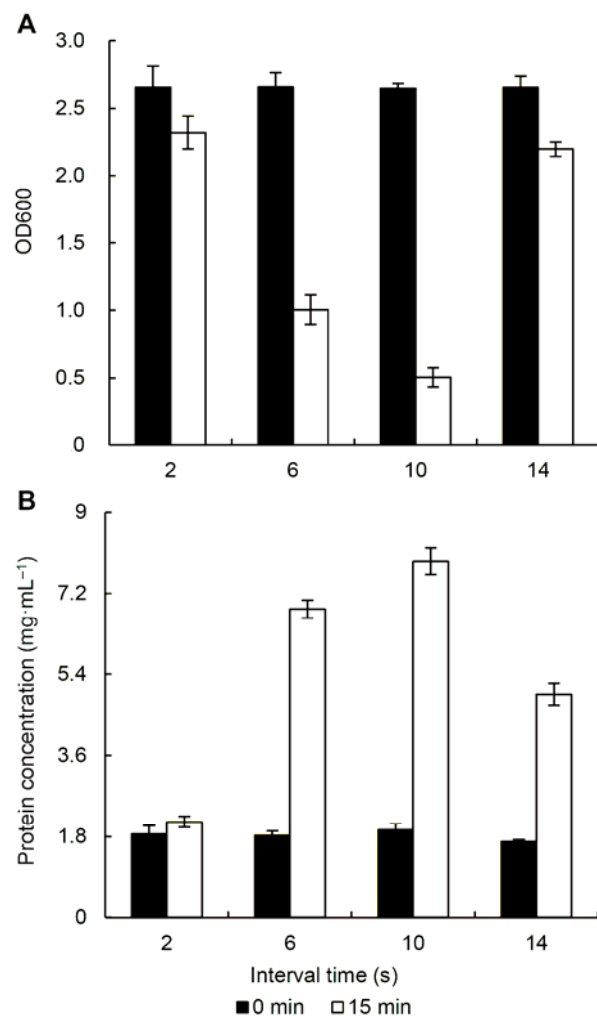 A
3.0
2.5
2.0
1.5
1.0
0.5
0
OD600
2 6 10 14
B
9
7.2
5.4
3.6
1.8
0
Protein concentration (mg·mL⁻¹)
2 6 10 14
Interval time (s)
0 min 15 min